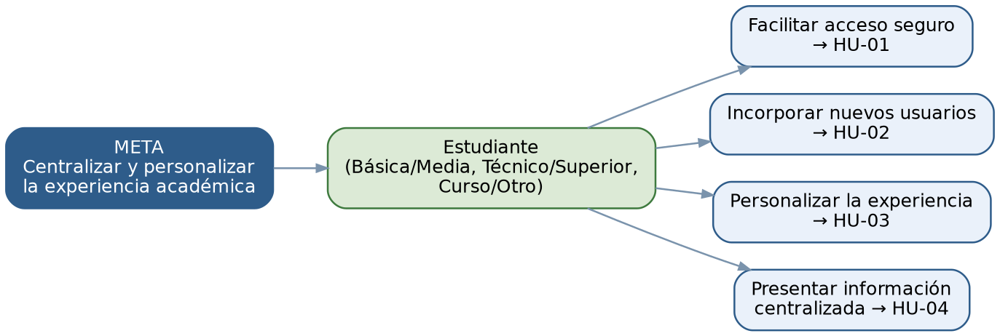 META
Centralizar y personalizar
la experiencia académica
Estudiante
(Básica/Media, Técnico/Superior,
Curso/Otro)
Facilitar acceso seguro
→ HU-01
Incorporar nuevos usuarios
→ HU-02
Personalizar la experiencia
→ HU-03
Presentar información
centralizada → HU-04